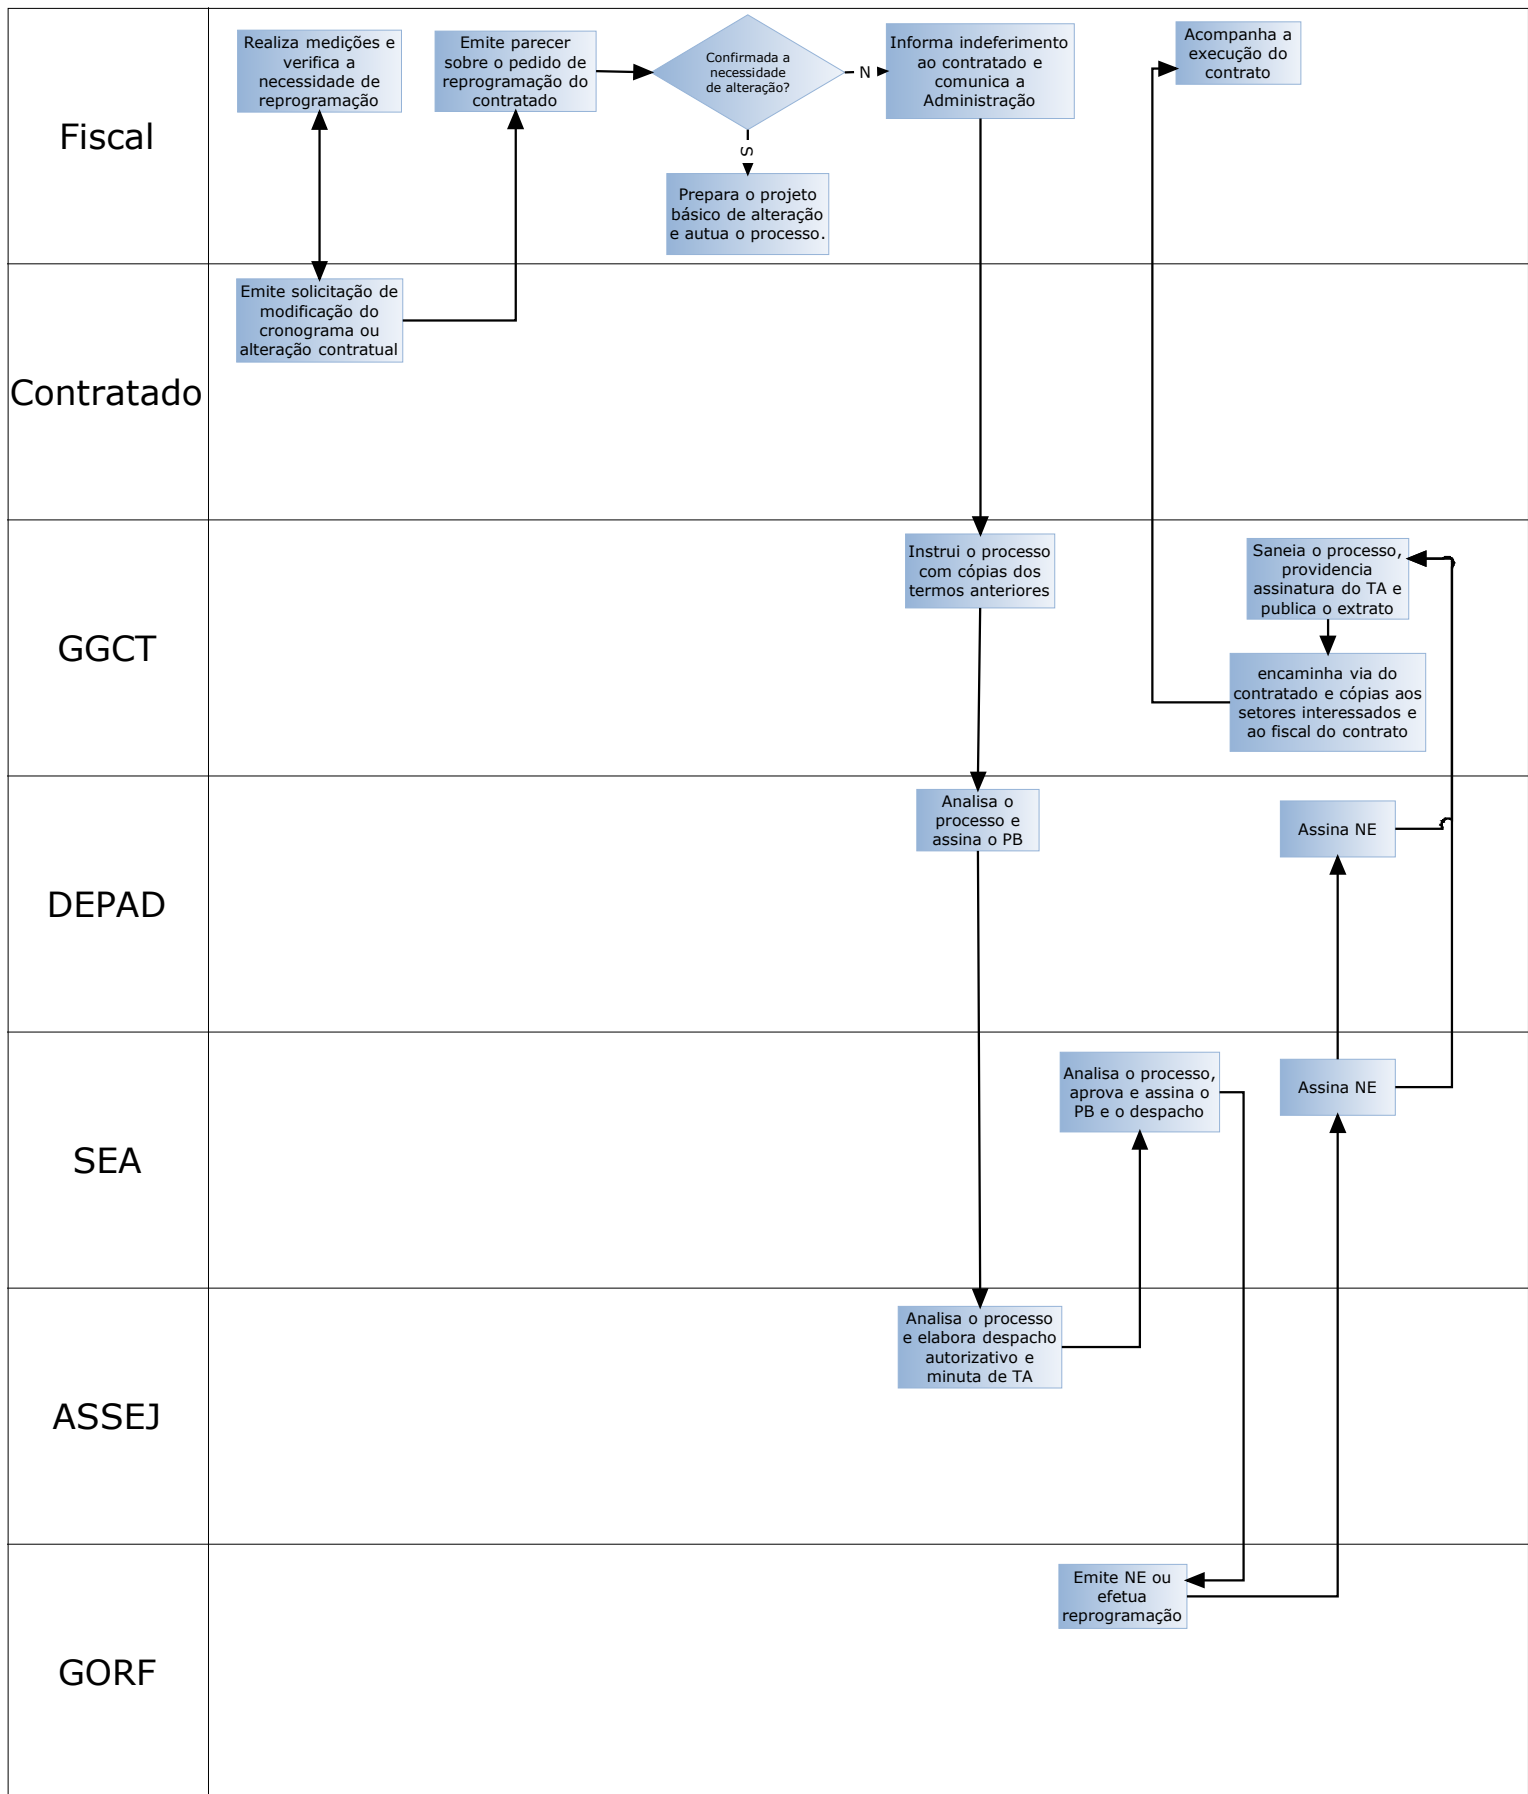 Fiscal
Realiza medições e
verifica a
necessidade de
reprogramação
Emite parecer
sobre o pedido de
reprogramação do
contratado
Confirmada a
necessidade
de alteração?
N
S
Informa indeferimento
ao contratado e
comunica a
Administração
Acompanha a
execução do
contrato
Prepara o projeto
básico de alteração
e autua o processo.
Contratado
Emite solicitação de
modificação do
cronograma ou
alteração contratual
GGCT
Instrui o processo
com cópias dos
termos anteriores
Saneia o processo,
providencia
assinatura do TA e
publica o extrato
encaminha via do
contratado e cópias aos
setores interessados e
ao fiscal do contrato
DEPAD
Analisa o
processo e
assina o PB
Assina NE
SEA
Analisa o processo,
aprova e assina o
PB e o despacho
Assina NE
ASSEJ
Analisa o processo
e elabora despacho
autorizativo e
minuta de TA
GORF
Emite NE ou
efetua
reprogramação